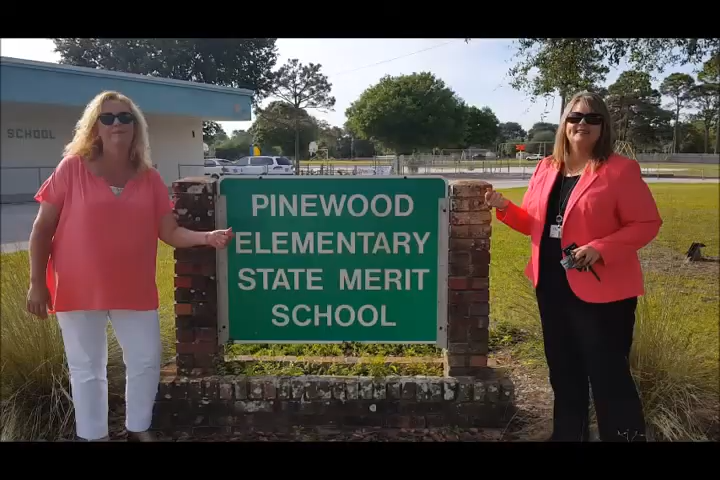 SCHOOL
PINEWOOD
ELEMENTARY
STATE MERIT
SCHOOL